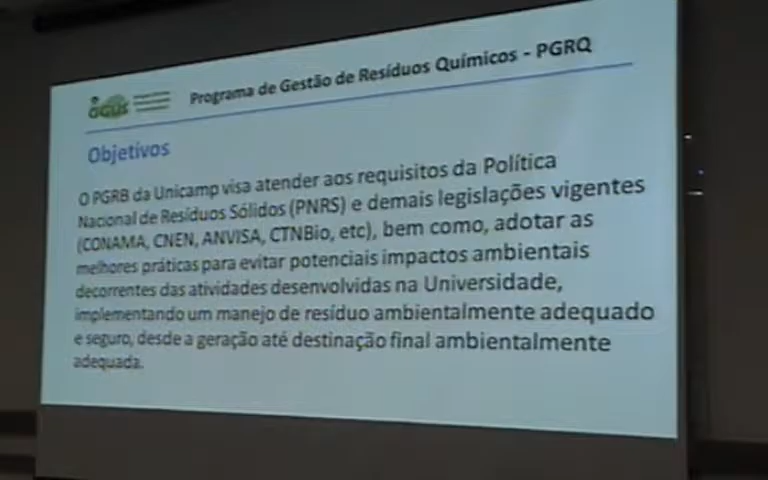 Programa de Gestão de Resíduos Químicos - PGRQ
Objetivos
O PGRB da Unicamp visa atender aos requisitos da Política
Nacional de Resíduos Sólidos (PNRS) e demais legislações vigentes
(CONAMA, CNEN, ANVISA, CTNBio, etc), bem como, adotar as
melhores práticas para evitar potenciais impactos ambientais
decorrentes das atividades desenvolvidas na Universidade,
implementando um manejo de resíduo ambientalmente adequado
e seguro, desde a geração até destinação final ambientalmente
adequada.